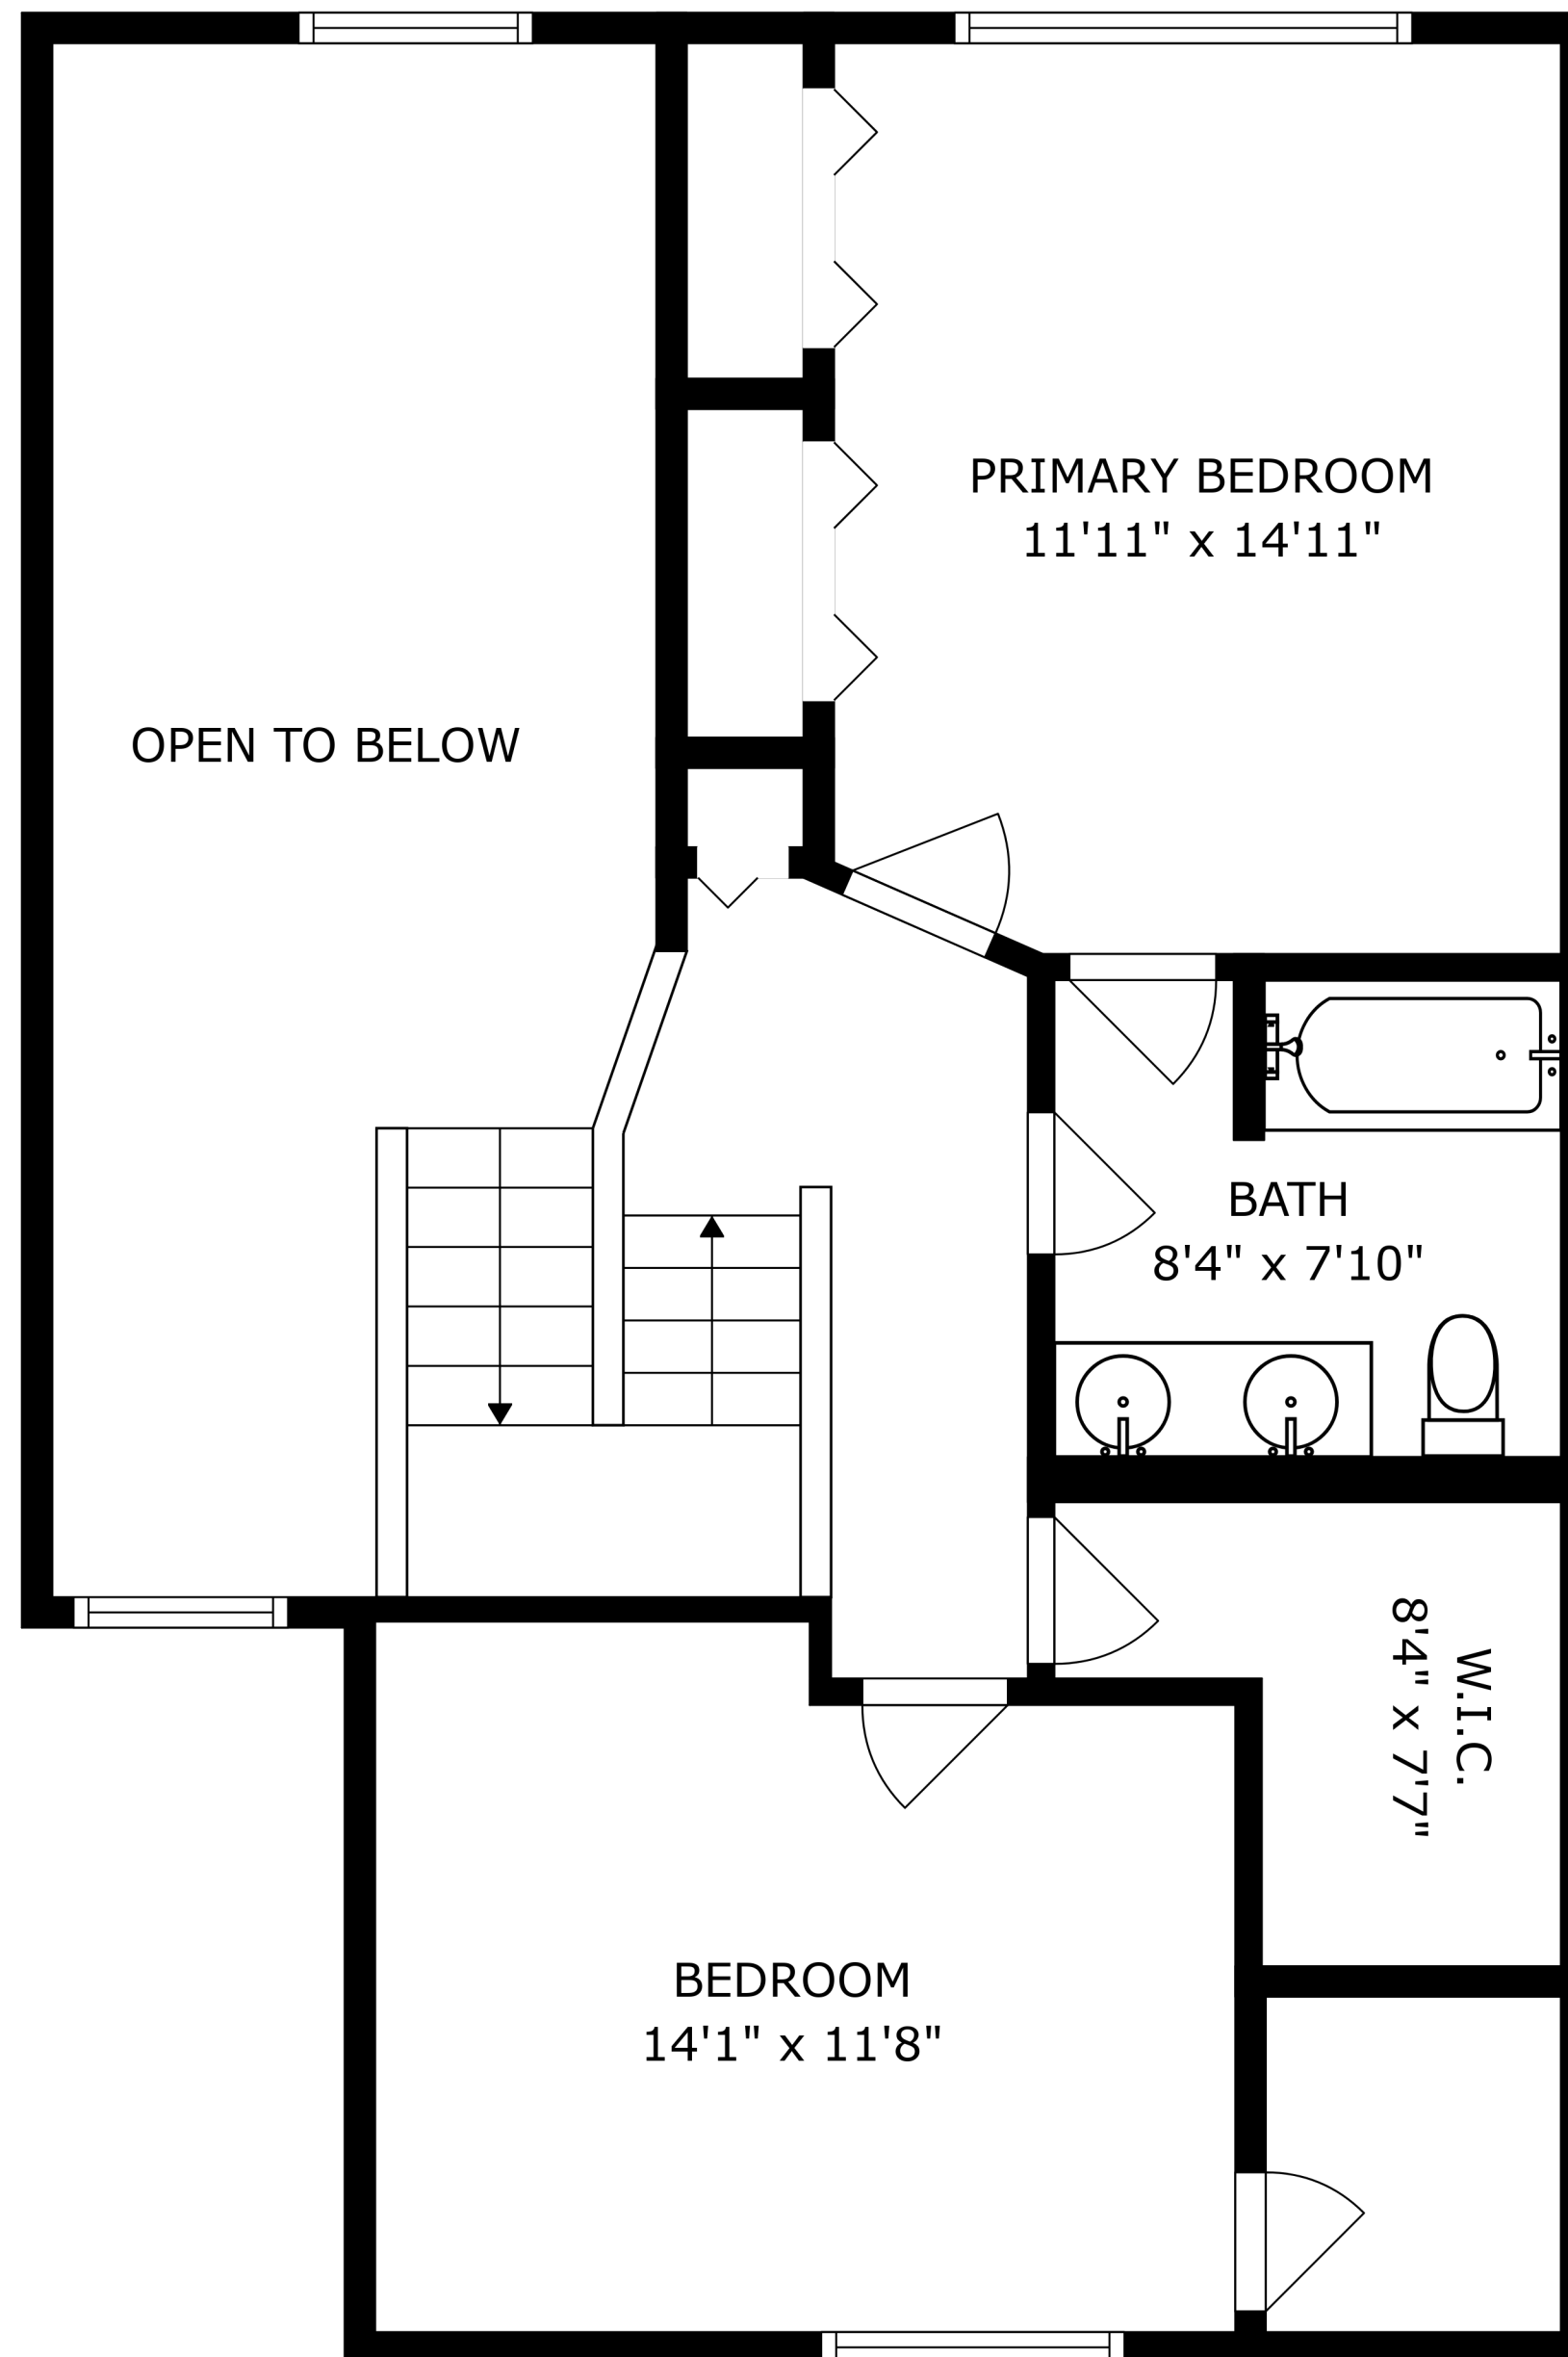 PRIMARY BEDROOM
11'11" x 14'11"
OPEN TO BELOW
BATH
8'4" x 7'10"
W.I.C.
8'4" x 7'7"
BEDROOM
14'1" x 11'8"